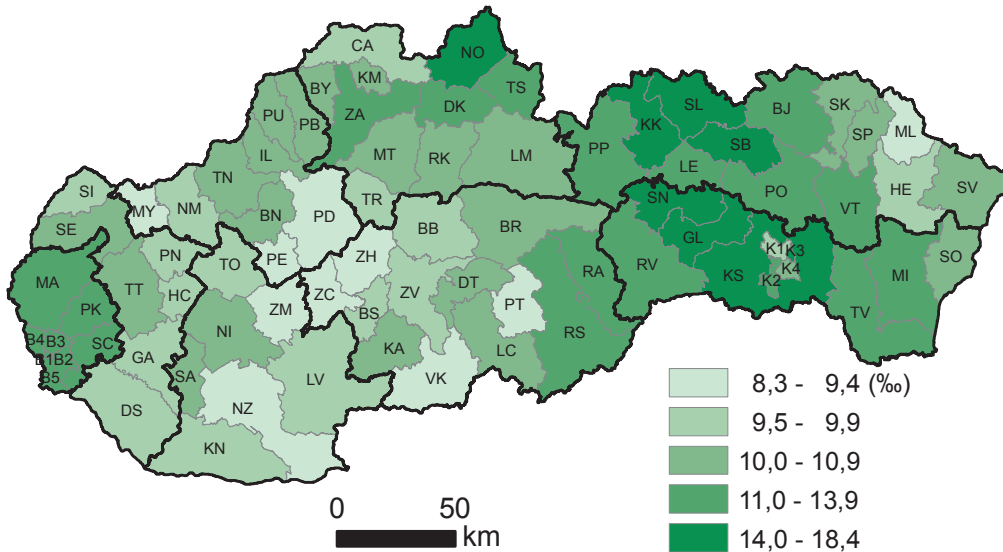 CA
NO
BY
KM
TS
PU
PB
ZA
DK
SL
BJ
SK
KK
SP
ML
IL
MT
RK
LM
PP
SB
LE
TN
SI
MY
NM
BN
PD
TR
PO
VT
HE
SV
SE
BB
BR
SN
PN
TO
PE
ZH
GL
K1
K3
SO
MA
TT
HC
ZC
ZV
DT
RA
RV
KS
K2
K4
MI
PK
NI
ZM
BS
PT
TV
B4
B3
SC
GA
KA
LC
RS
B1
B2
B5
SA
LV
VK
DS
NZ
KN
8,3 - 9,4 (‰)
9,5 - 9,9
10,0 - 10,9
11,0 - 13,9
14,0 - 18,4
0 50
km